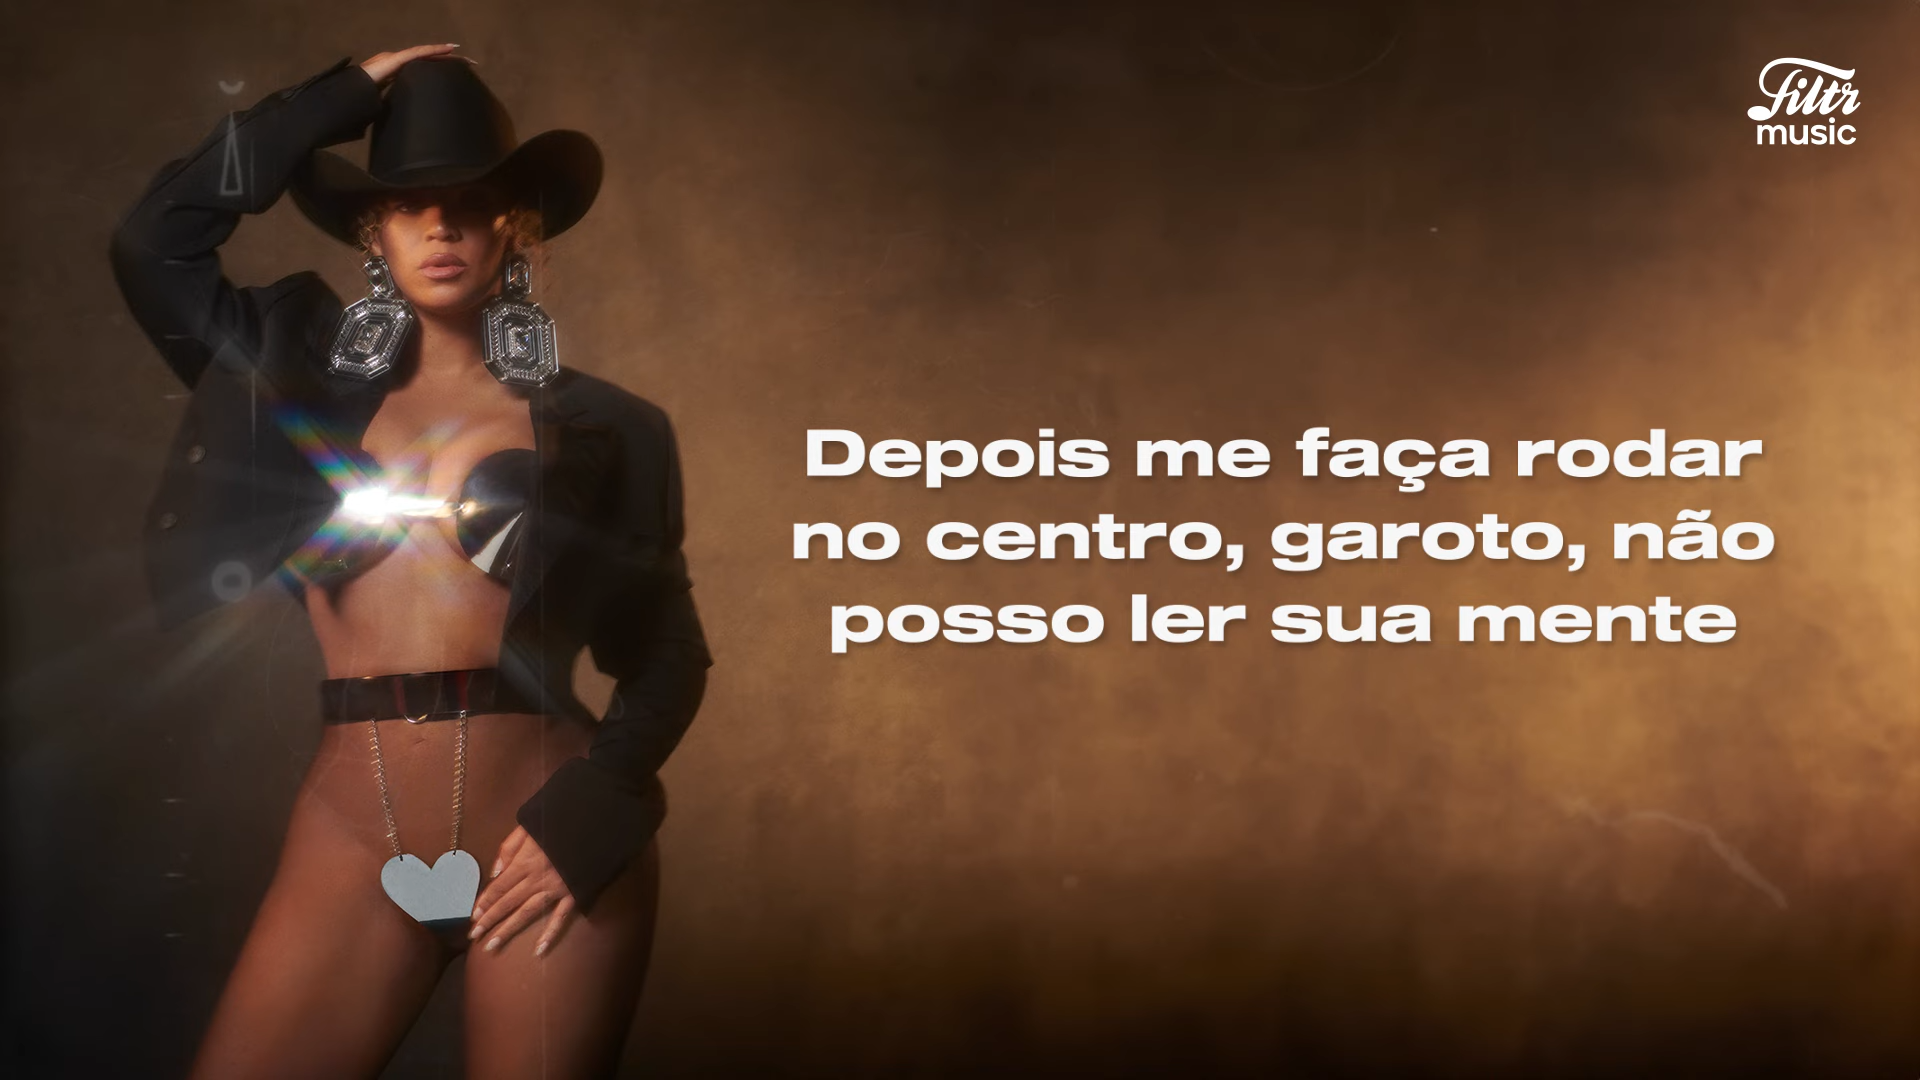 Filtr
music
Depois me faça rodar
no centro, garoto, não
posso ler sua mente